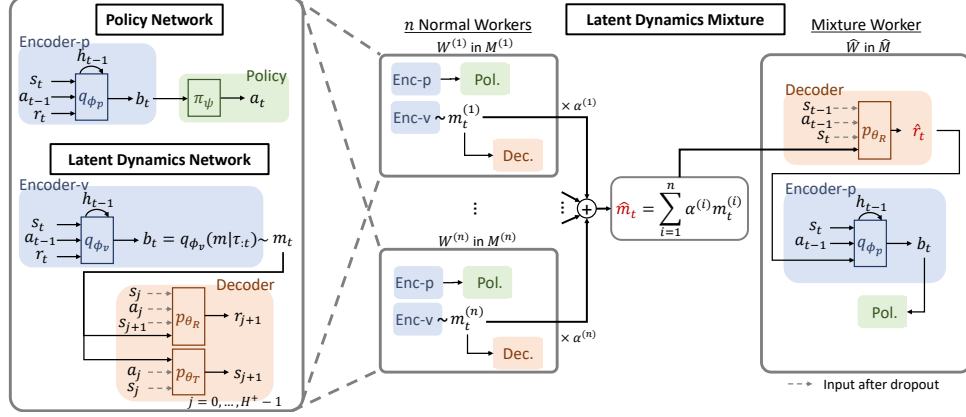 Policy Network
Encoder-p
h_{t-1}
s_t
a_{t-1}
r_t
q_{ϕ_p}
b_t
Policy
π_ψ
a_t
Latent Dynamics Network
Encoder-v
h_{t-1}
s_t
a_{t-1}
r_t
q_{ϕ_v}
b_t = q_{ϕ_v}(m|τ_{:t}) ~ m_t
Decoder
s_j
a_j
s_{j+1}
p_{θ_R}
r_{j+1}
a_j
s_j
p_{θ_T}
s_{j+1}
j = 0, ..., H^+ − 1
Latent Dynamics Mixture
n Normal Workers
W^{(1)} in M^{(1)}
Enc-p
Pol.
Enc-v ~ m_t^{(1)}
Dec.
× α^{(1)}
⋮
W^{(n)} in M^{(n)}
Enc-p
Pol.
Enc-v ~ m_t^{(n)}
Dec.
× α^{(n)}
+
m̂_t = ∑_{i=1}^{n} α^{(i)} m_t^{(i)}
Mixture Worker
Ŵ in M̂
Decoder
s_{t-1}
a_{t-1}
s_t
p_{θ_R}
r̂_t
Encoder-p
h_{t-1}
s_t
a_{t-1}
q_{ϕ_p}
b_t
Pol.
Input after dropout